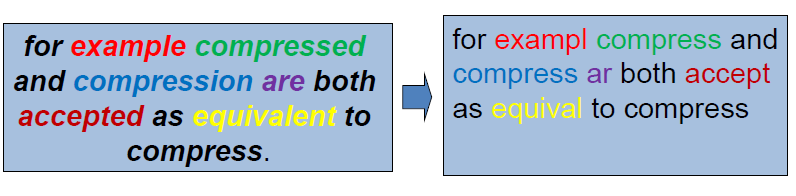 for example compressed
and compression are both
accepted as equivalent to
compress.
for exampl compress and
compress ar both accept
as equival to compress